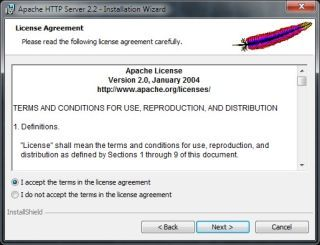 Apache HTTP Server 2.2 - Installation Wizard
License Agreement
Please read the following license agreement carefully.
Apache License
Version 2.0, January 2004
http://www.apache.org/licenses/
TERMS AND CONDITIONS FOR USE, REPRODUCTION, AND DISTRIBUTION
1. Definitions.
"License" shall mean the terms and conditions for use, reproduction, and
distribution as defined by Sections 1 through 9 of this document.
I accept the terms in the license agreement
I do not accept the terms in the license agreement
InstallShield
< Back
Next >
Cancel